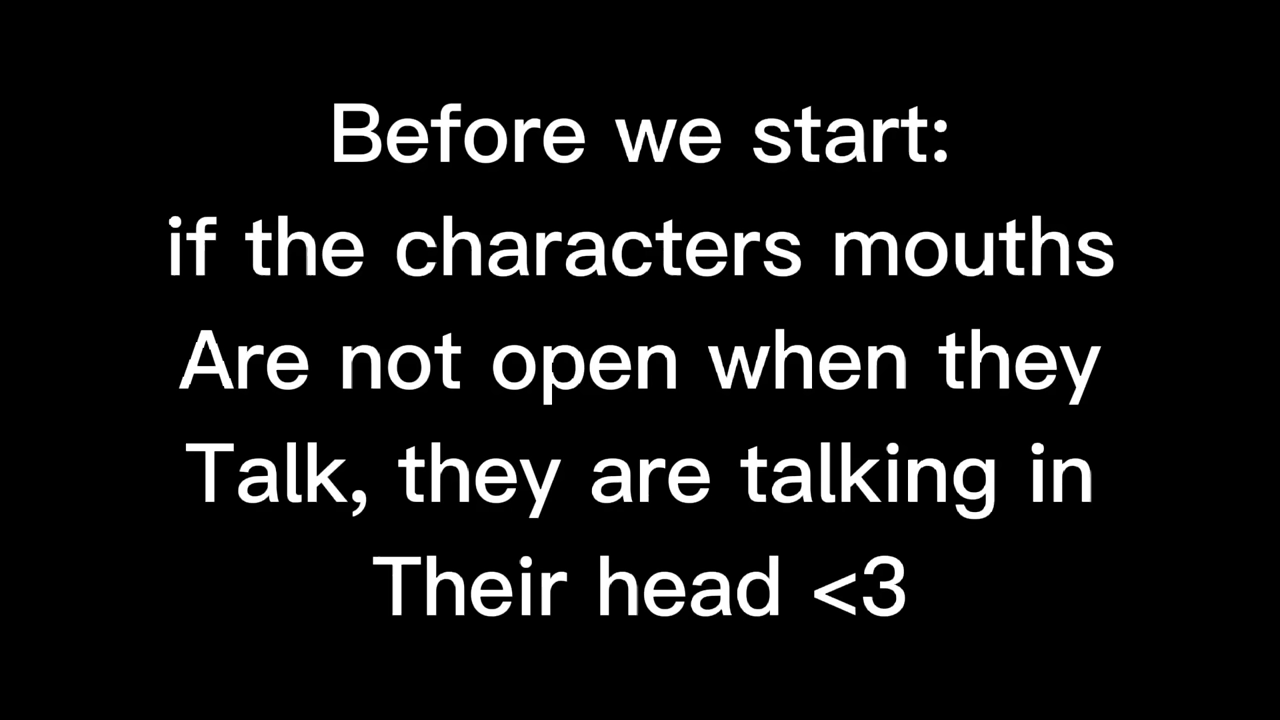 Before we start:
if the characters mouths
Are not open when they
Talk, they are talking in
Their head <3